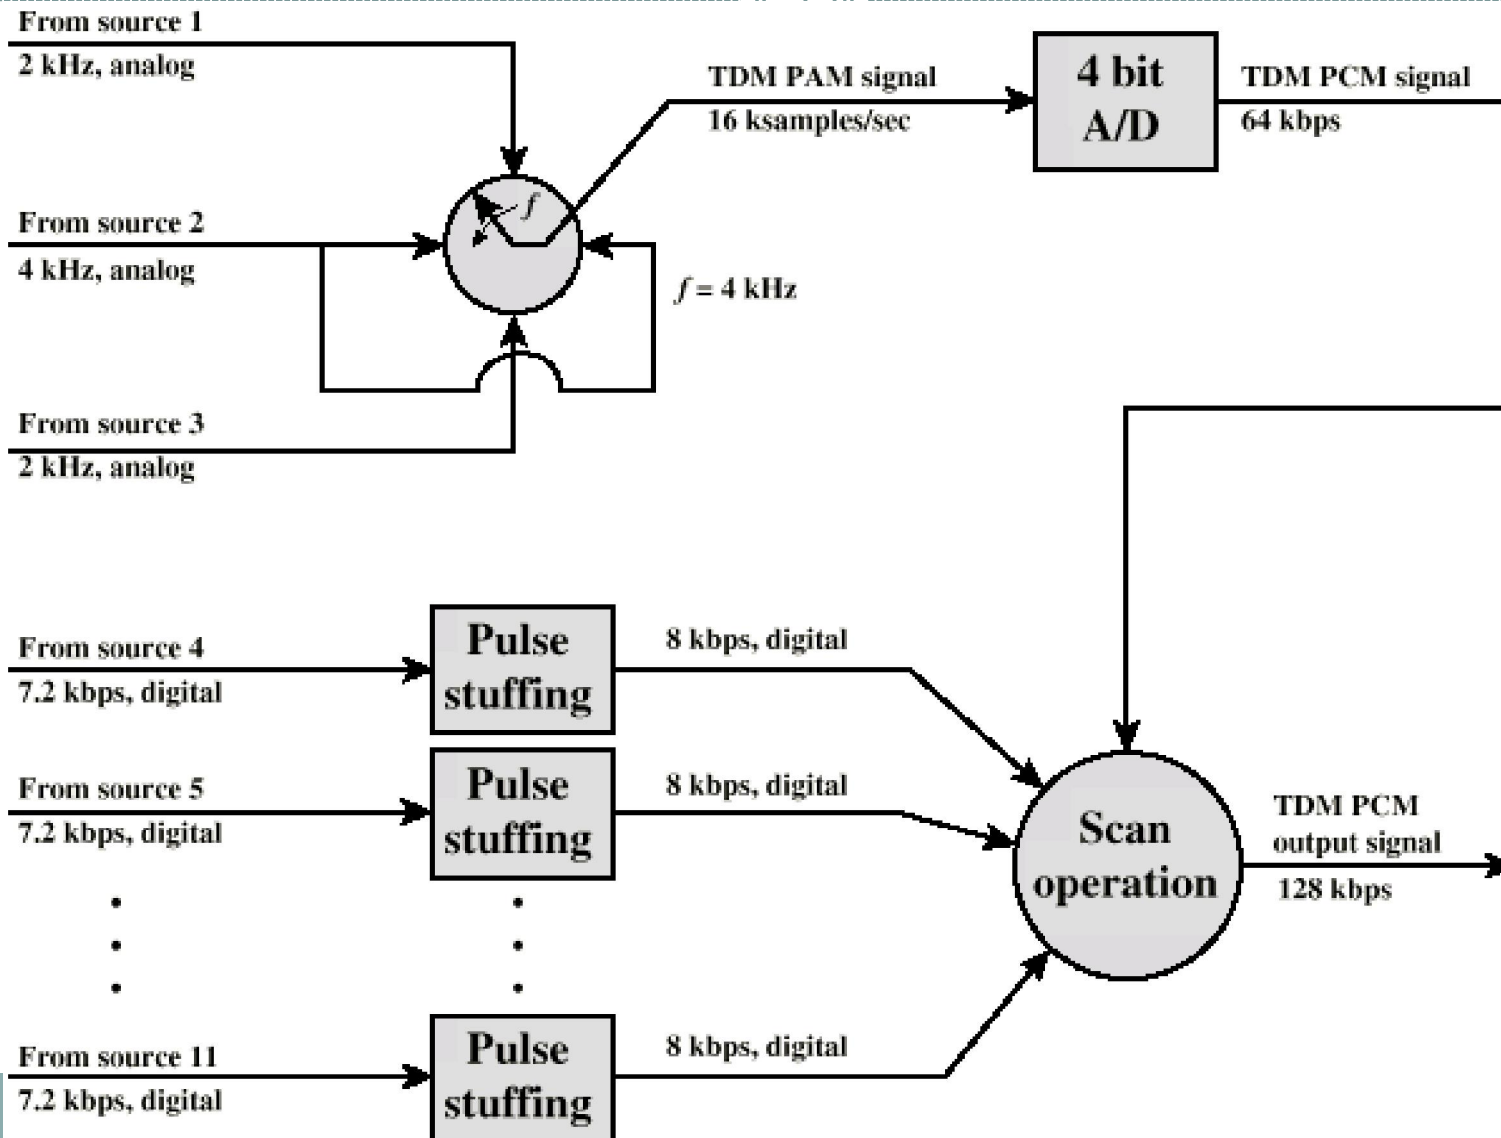 From source 1
2 kHz, analog
TDM PAM signal
16 ksamples/sec
4 bit
A/D
TDM PCM signal
64 kbps
From source 2
4 kHz, analog
f
f = 4 kHz
From source 3
2 kHz, analog
From source 4
7.2 kbps, digital
Pulse
stuffing
8 kbps, digital
From source 5
7.2 kbps, digital
Pulse
stuffing
8 kbps, digital
Scan
operation
TDM PCM
output signal
128 kbps
From source 11
7.2 kbps, digital
Pulse
stuffing
8 kbps, digital